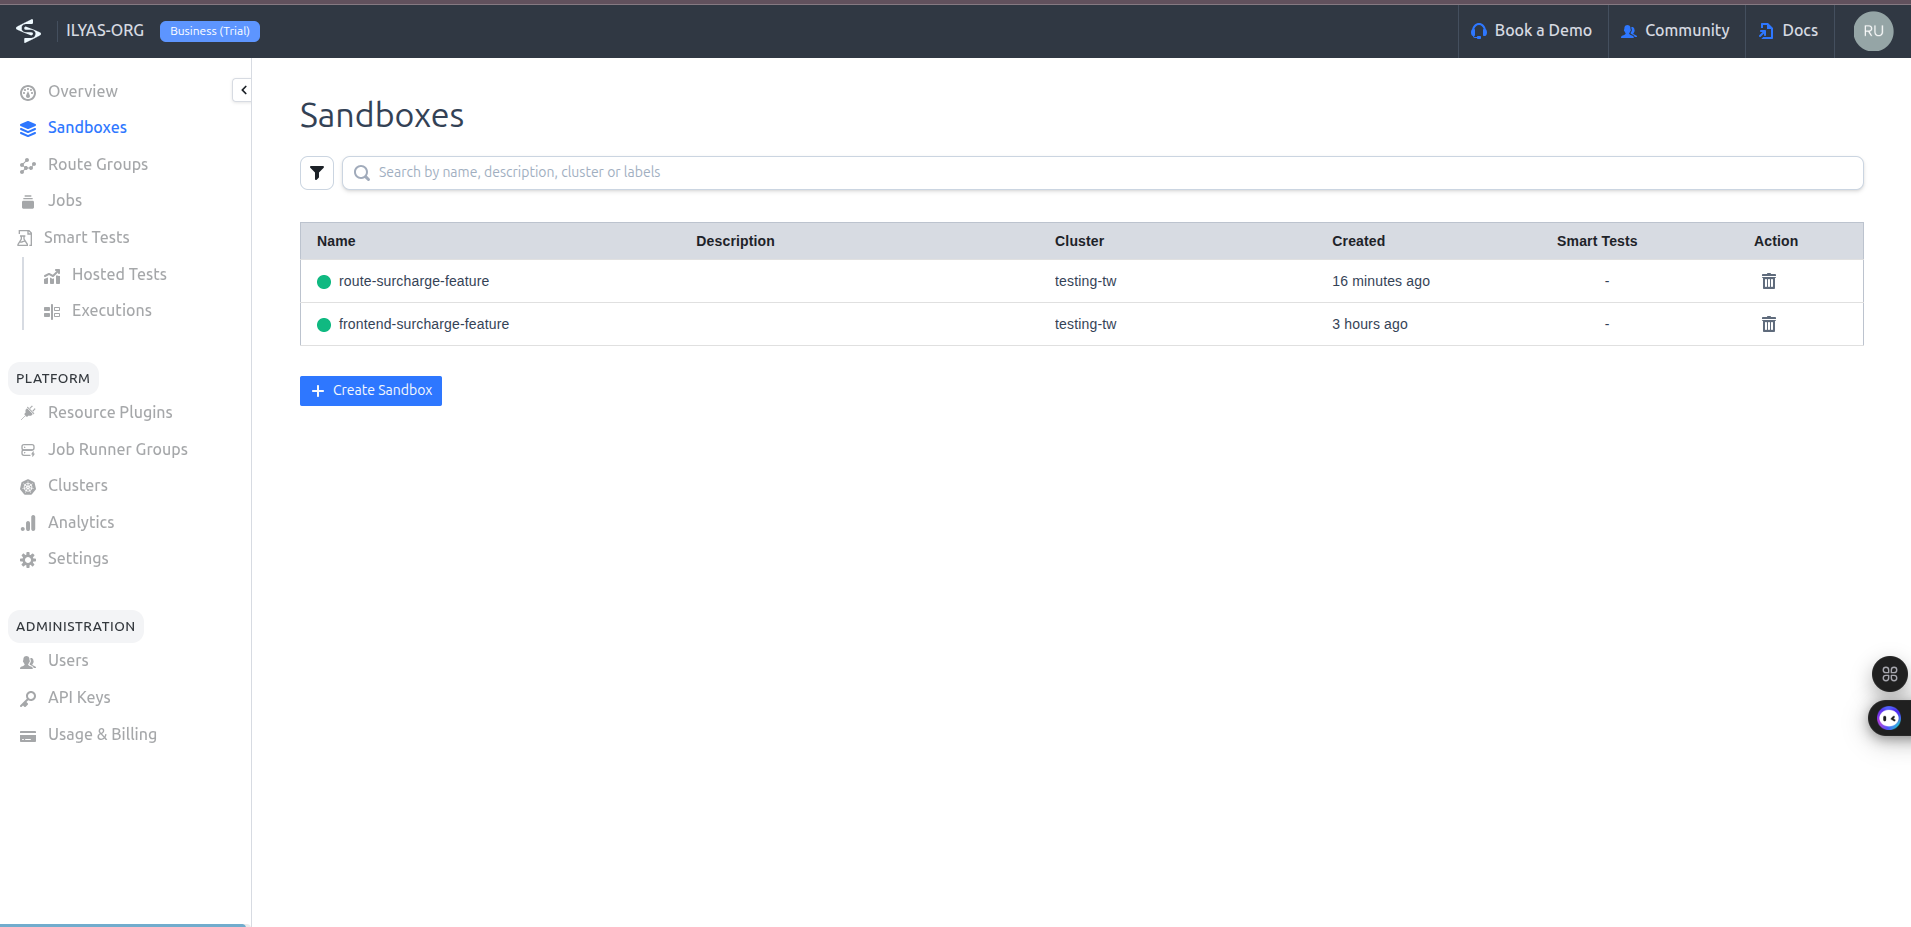 ILYAS-ORG Business (Trial) Book a Demo Community Docs RU
Overview
Sandboxes
Route Groups
Jobs
Smart Tests
Hosted Tests
Executions
PLATFORM
Resource Plugins
Job Runner Groups
Clusters
Analytics
Settings
ADMINISTRATION
Users
API Keys
Usage & Billing
Sandboxes
Search by name, description, cluster or labels
Name Description Cluster Created Smart Tests Action
route-surcharge-feature testing-tw 16 minutes ago -
frontend-surcharge-feature testing-tw 3 hours ago -
+ Create Sandbox